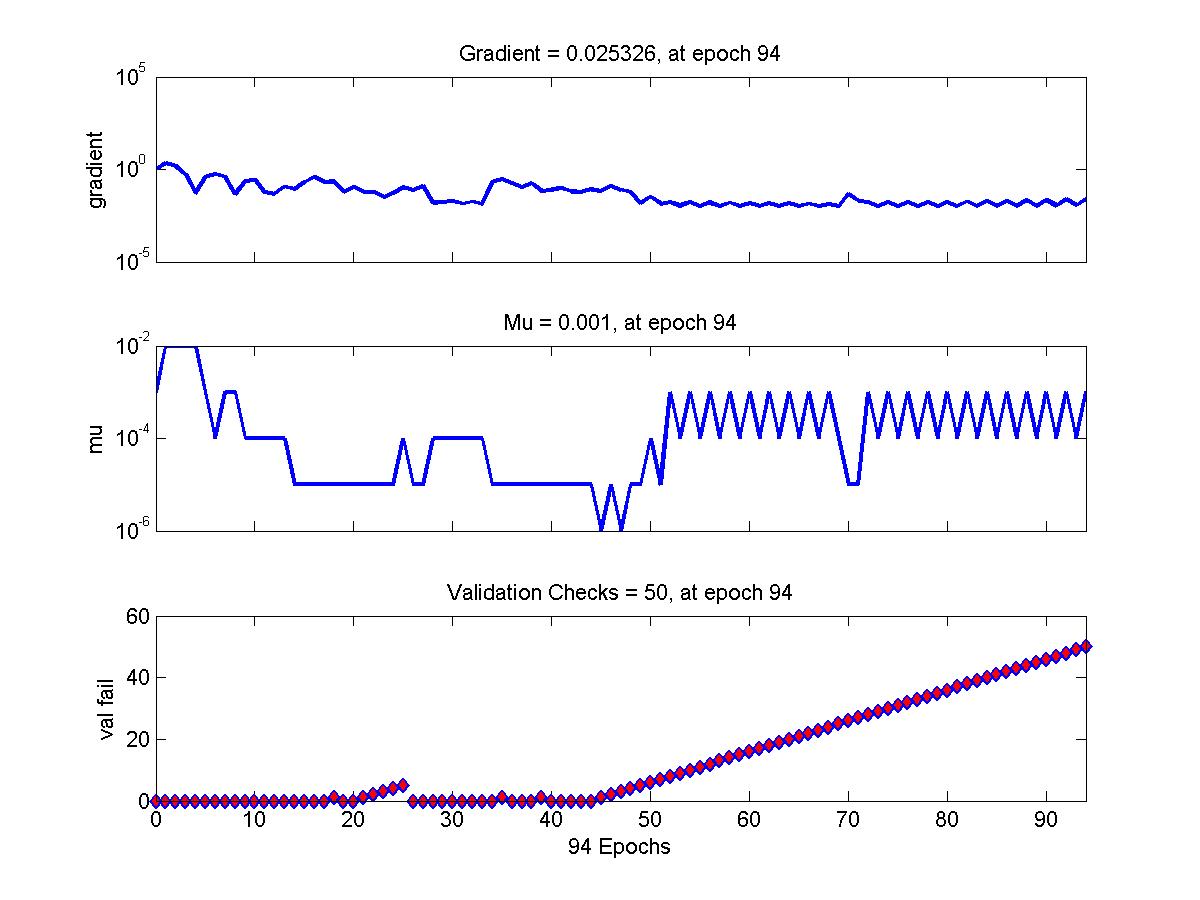 Gradient = 0.025326, at epoch 94
10^5
10^0
10^-5
gradient
Mu = 0.001, at epoch 94
10^-2
10^-4
10^-6
mu
Validation Checks = 50, at epoch 94
60
40
20
0
val fail
0 10 20 30 40 50 60 70 80 90
94 Epochs